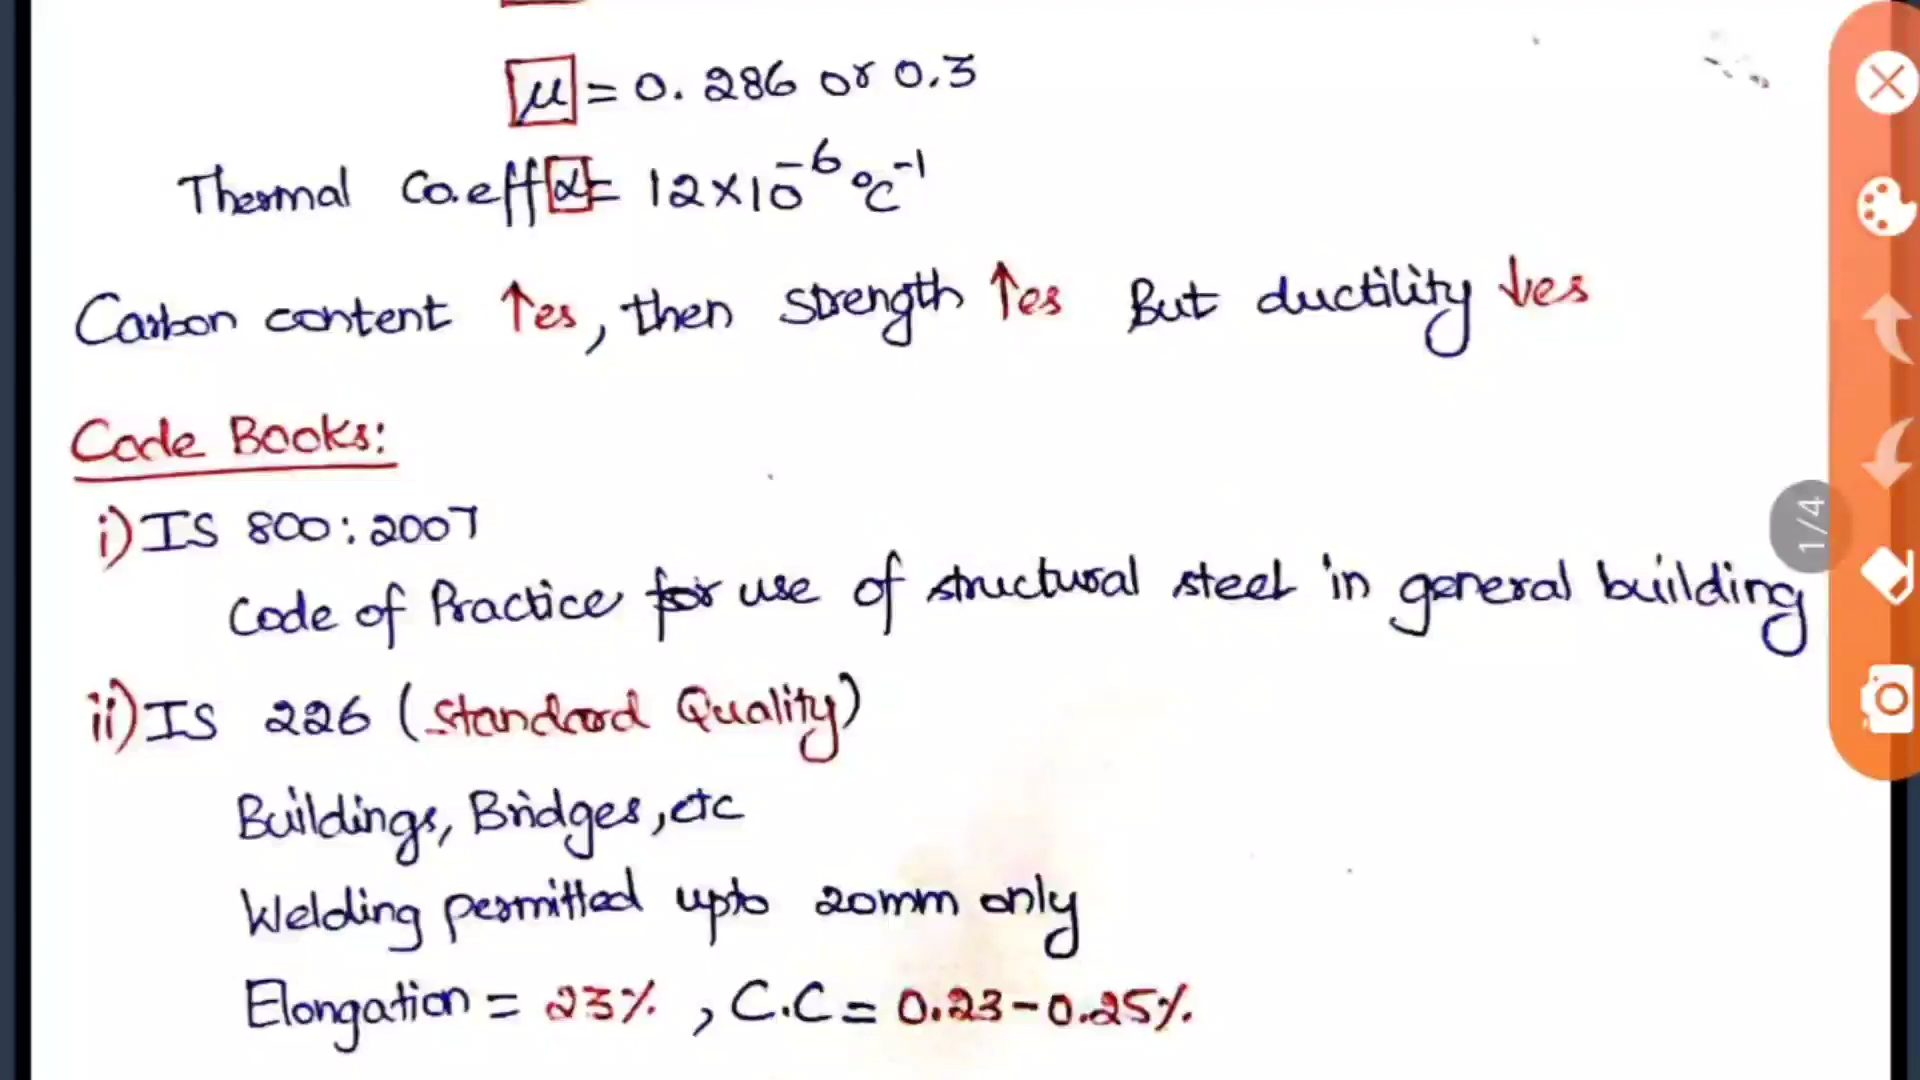 μ = 0.286 or 0.3
Thermal Co.eff α = 12×10⁻⁶ °C⁻¹
Carbon content ↑es, then strength ↑es But ductility ↓es
Code Books:
i) IS 800:2007
Code of Practice for use of structural steel in general building
ii) IS 226 (Standard Quality)
Buildings, Bridges, etc
Welding permitted upto 20mm only
Elongation = 23%, C.C = 0.23-0.25%
1/4